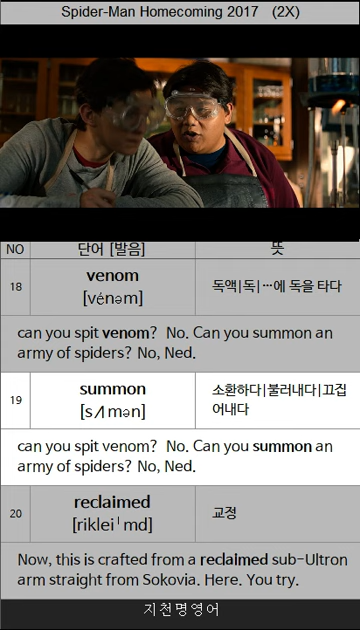 Spider-Man Homecoming 2017 (2X)
NO 단어 [발음] 뜻
18 venom [vénəm] 독액|독|…에 독을 타다
can you spit venom? No. Can you summon an
army of spiders? No, Ned.
19 summon [sʌ́mən] 소환하다|불러내다|끄집
어내다
can you spit venom? No. Can you summon an
army of spiders? No, Ned.
20 reclaimed [rikleiˈmd] 교정
Now, this is crafted from a reclaimed sub-Ultron
arm straight from Sokovia. Here. You try.
지천명영어